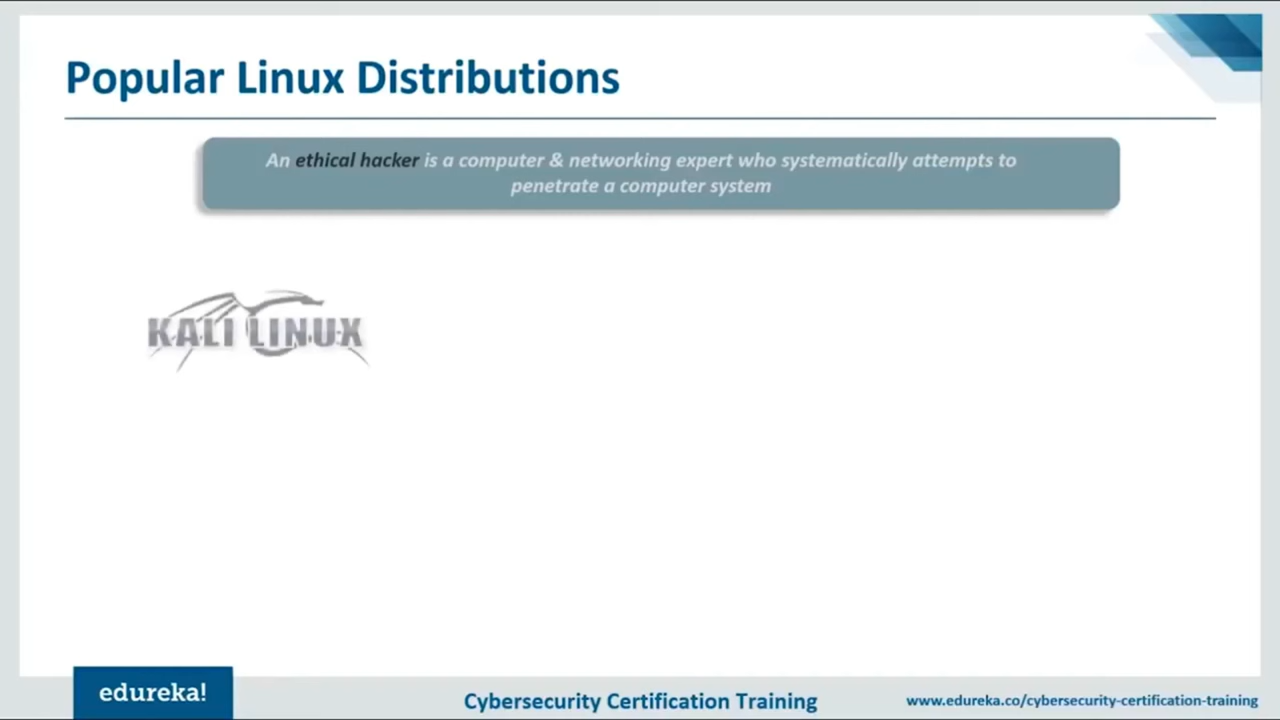 Popular Linux Distributions
An ethical hacker is a computer & networking expert who systematically attempts to
penetrate a computer system
KALI LINUX
edureka!
Cybersecurity Certification Training
www.edureka.co/cybersecurity-certification-training